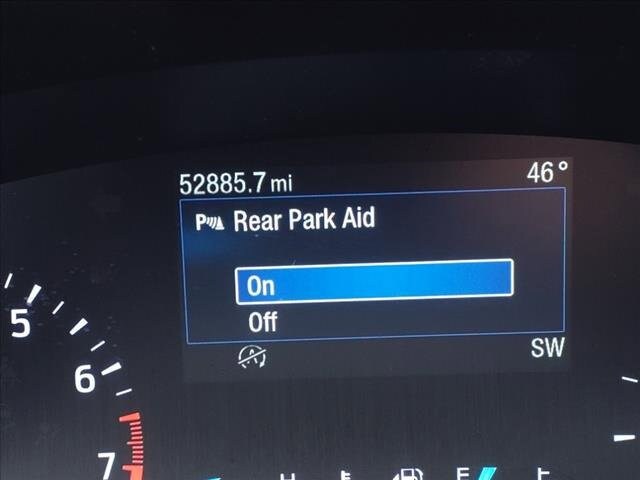 52885.7 mi 46°
P Rear Park Aid
On
Off
A
SW
5
6
7
H E F